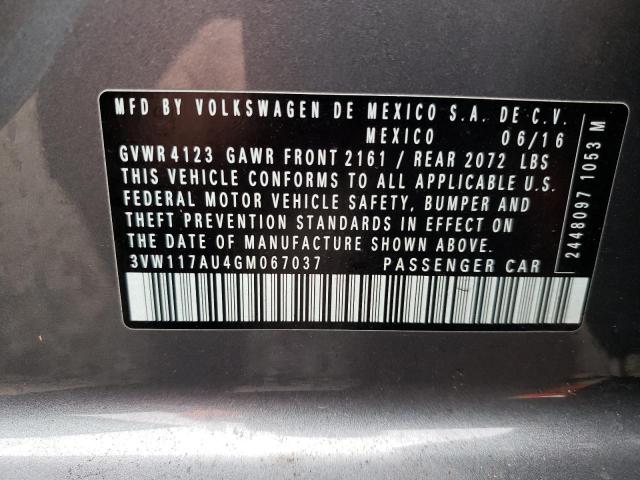 MFD BY VOLKSWAGEN DE MEXICO S.A. DE C.V.
MEXICO 06/16
GVWR 4123 GAWR FRONT 2161 / REAR 2072 LBS
THIS VEHICLE CONFORMS TO ALL APPLICABLE U.S.
FEDERAL MOTOR VEHICLE SAFETY, BUMPER AND
THEFT PREVENTION STANDARDS IN EFFECT ON
THE DATE OF MANUFACTURE SHOWN ABOVE.
3VW117AU4GM067037 PASSENGER CAR
2448097 1053 M